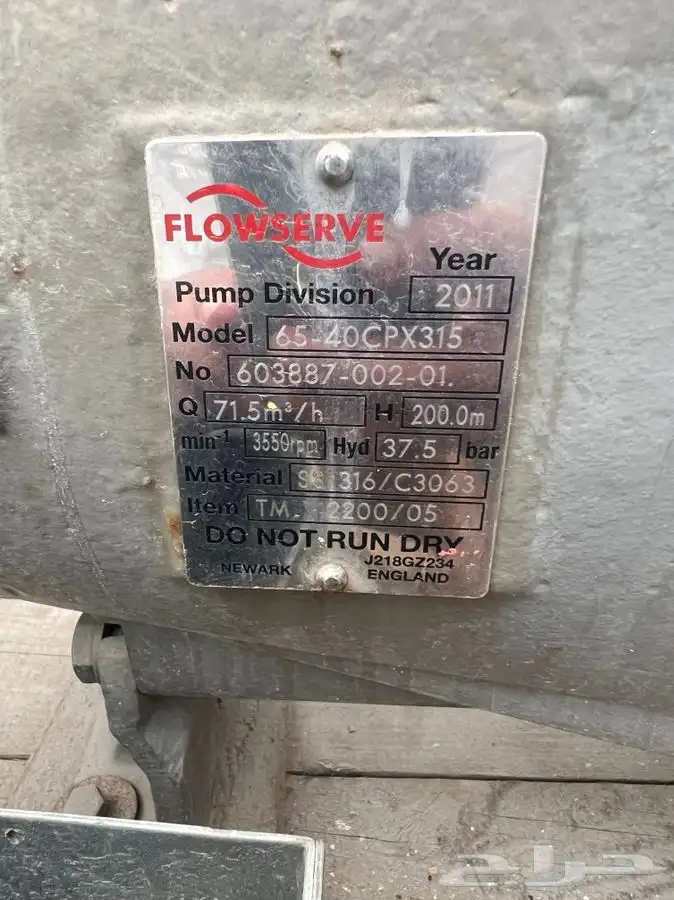 FLOWSERVE
Year
Pump Division 2011
Model 65-40CPX315
No 603887-002-01.
Q 71.5m³/h H 200.0m
min-1 3550rpm Hyd 37.5 bar
Material SS316/C3063
Item TM. 2200/05
DO NOT RUN DRY
J218GZ234
NEWARK ENGLAND
حراج